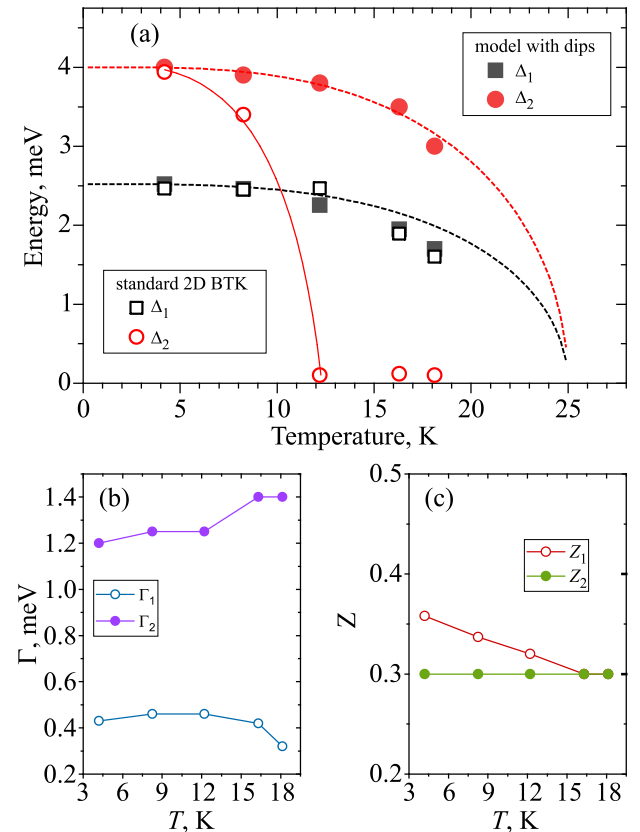 (a)
model with dips
Δ1
Δ2
standard 2D BTK
Δ1
Δ2
Energy, meV
4
3
2
1
0
0 5 10 15 20 25
Temperature, K
(b)
Γ1
Γ2
Γ, meV
1.4
1.2
1.0
0.8
0.6
0.4
0.2
3 6 9 12 15 18
T, K
(c)
Z1
Z2
Z
0.5
0.4
0.3
0.2
3 6 9 12 15 18
T, K